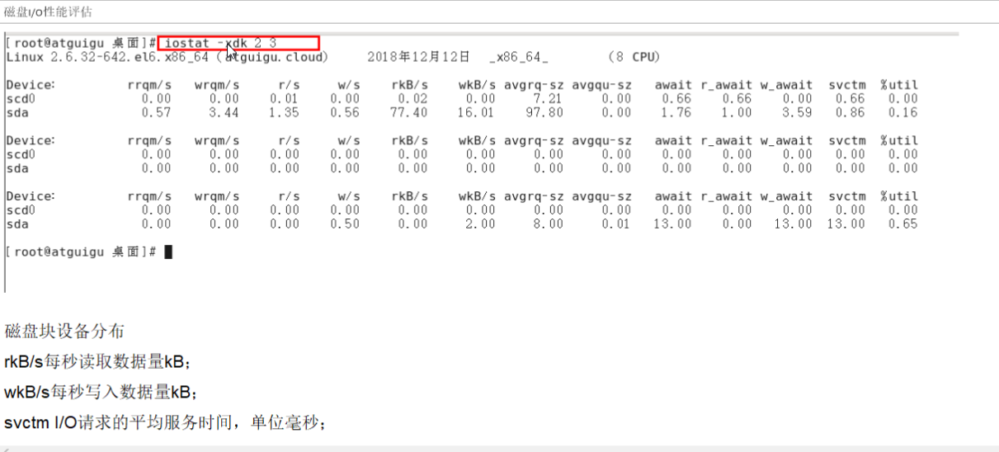 磁盘I/O性能评估
[root@atguigu 桌面]# iostat -xdk 2 3
Linux 2.6.32-642.el6.x86_64 (atguigu.cloud) 2018年12月12日 _x86_64_ (8 CPU)
Device: rrqm/s wrqm/s r/s w/s rkB/s wkB/s avgrq-sz avgqu-sz await r_await w_await svctm %util
scd0 0.00 0.00 0.01 0.00 0.02 0.00 7.21 0.00 0.66 0.66 0.00 0.66 0.00
sda 0.57 3.44 1.35 0.56 77.40 16.01 97.80 0.00 1.76 1.00 3.59 0.86 0.16
Device: rrqm/s wrqm/s r/s w/s rkB/s wkB/s avgrq-sz avgqu-sz await r_await w_await svctm %util
scd0 0.00 0.00 0.00 0.00 0.00 0.00 0.00 0.00 0.00 0.00 0.00 0.00 0.00
sda 0.00 0.00 0.00 0.00 0.00 0.00 0.00 0.00 0.00 0.00 0.00 0.00 0.00
Device: rrqm/s wrqm/s r/s w/s rkB/s wkB/s avgrq-sz avgqu-sz await r_await w_await svctm %util
scd0 0.00 0.00 0.00 0.00 0.00 0.00 0.00 0.00 0.00 0.00 0.00 0.00 0.00
sda 0.00 0.00 0.00 0.50 0.00 2.00 8.00 0.01 13.00 0.00 13.00 13.00 0.65
[root@atguigu 桌面]#
磁盘块设备分布
rkB/s每秒读取数据量kB；
wkB/s每秒写入数据量kB；
svctm I/O请求的平均服务时间，单位毫秒；